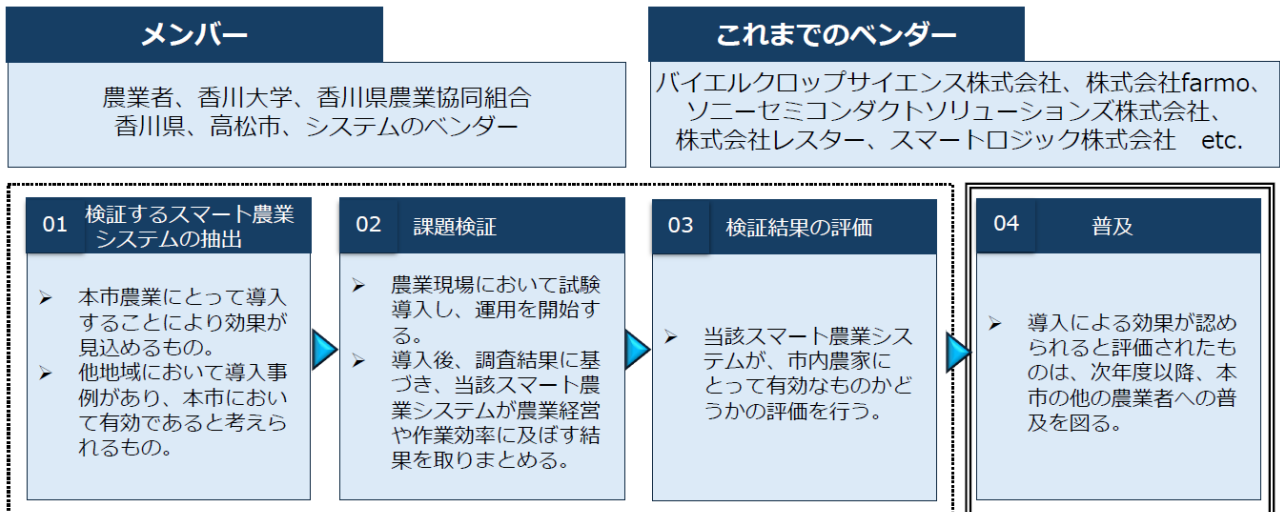 メンバー
農業者、香川大学、香川県農業協同組合
香川県、高松市、システムのベンダー
これまでのベンダー
バイエルクロップサイエンス株式会社、株式会社farmo、
ソニーセミコンダクトソリューションズ株式会社、
株式会社レスター、スマートロジック株式会社　etc.
01 検証するスマート農業
システムの抽出
➢ 本市農業にとって導入
することにより効果が
見込めるもの。
➢ 他地域において導入事
例があり、本市におい
て有効であると考えら
れるもの。
02 課題検証
➢ 農業現場において試験
導入し、運用を開始す
る。
➢ 導入後、調査結果に基
づき、当該スマート農
業システムが農業経営
や作業効率に及ぼす結
果を取りまとめる。
03 検証結果の評価
➢ 当該スマート農業シス
テムが、市内農家に
とって有効なものかど
うかの評価を行う。
04 普及
➢ 導入による効果が認め
られると評価されたも
のは、次年度以降、本
市の他の農業者への普
及を図る。